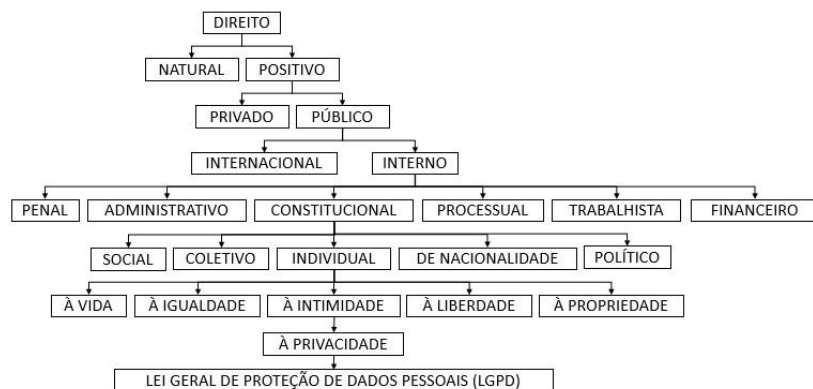 DIREITO
NATURAL POSITIVO
PRIVADO PÚBLICO
INTERNACIONAL INTERNO
PENAL ADMINISTRATIVO CONSTITUCIONAL PROCESSUAL TRABALHISTA FINANCEIRO
SOCIAL COLETIVO INDIVIDUAL DE NACIONALIDADE POLÍTICO
À VIDA À IGUALDADE À INTIMIDADE À LIBERDADE À PROPRIEDADE
À PRIVACIDADE
LEI GERAL DE PROTEÇÃO DE DADOS PESSOAIS (LGPD)